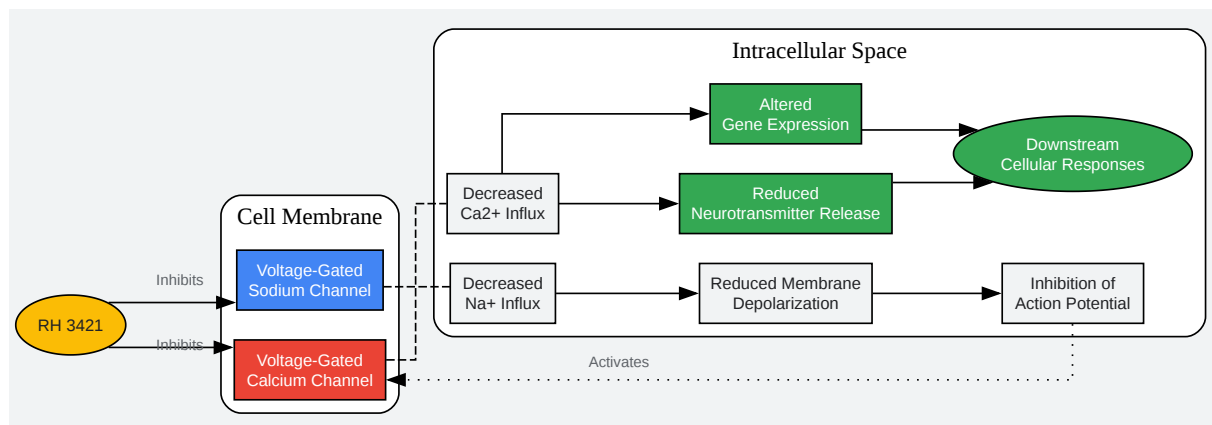 Intracellular Space
Altered
Gene Expression
Downstream
Cellular Responses
Decreased
Ca2+ Influx
Reduced
Neurotransmitter Release
Cell Membrane
Voltage-Gated
Sodium Channel
Decreased
Na+ Influx
Reduced Membrane
Depolarization
Inhibition of
Action Potential
Inhibits
RH 3421
Inhibits
Voltage-Gated
Calcium Channel
Activates